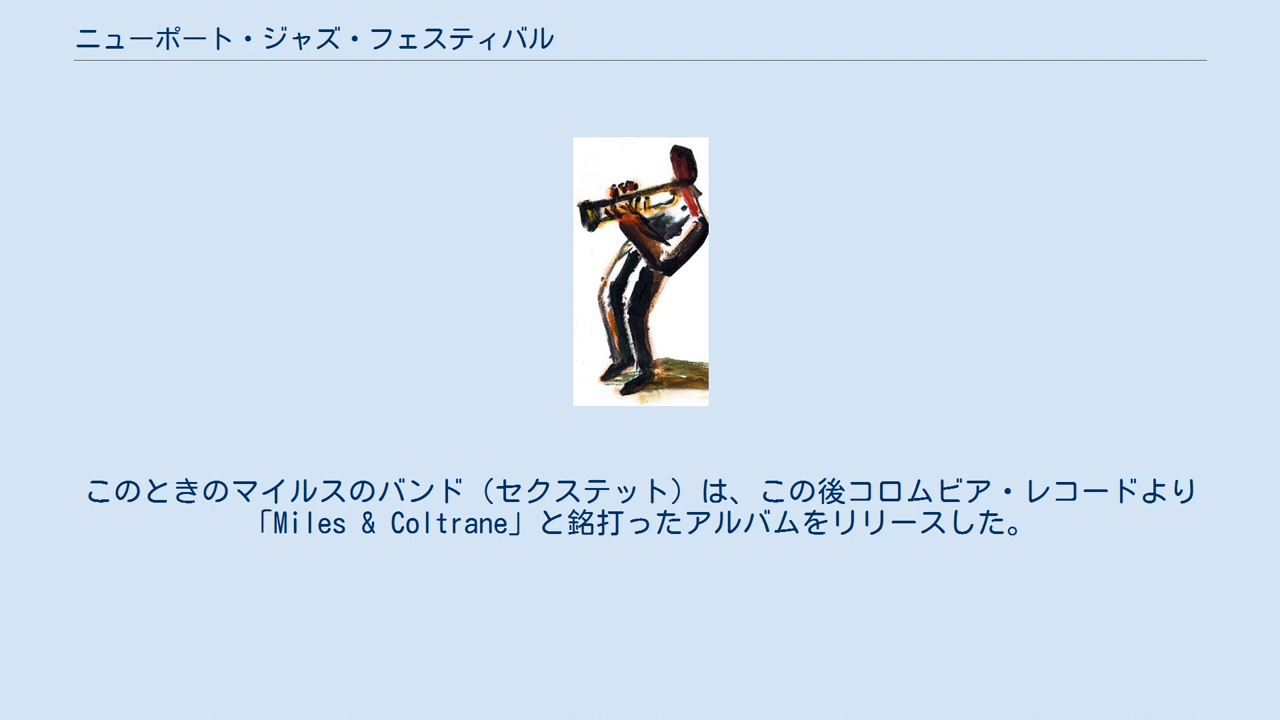 ニューポート・ジャズ・フェスティバル
このときのマイルスのバンド（セクステット）は、この後コロムビア・レコードより
「Miles & Coltrane」と銘打ったアルバムをリリースした。